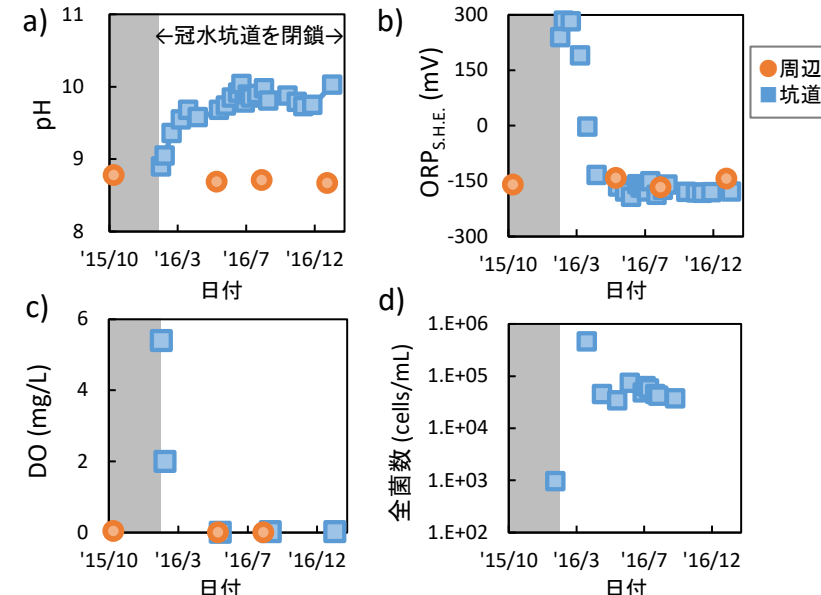 a)
←冠水坑道を閉鎖→
pH
11
10
9
8
'15/10 '16/3 '16/7 '16/12
日付
b)
ORP S.H.E. (mV)
300
150
0
-150
-300
'15/10 '16/3 '16/7 '16/12
日付
周辺
坑道
c)
DO (mg/L)
6
4
2
0
'15/10 '16/3 '16/7 '16/12
日付
d)
全菌数 (cells/mL)
1.E+06
1.E+05
1.E+04
1.E+03
1.E+02
'15/10 '16/3 '16/7 '16/12
日付